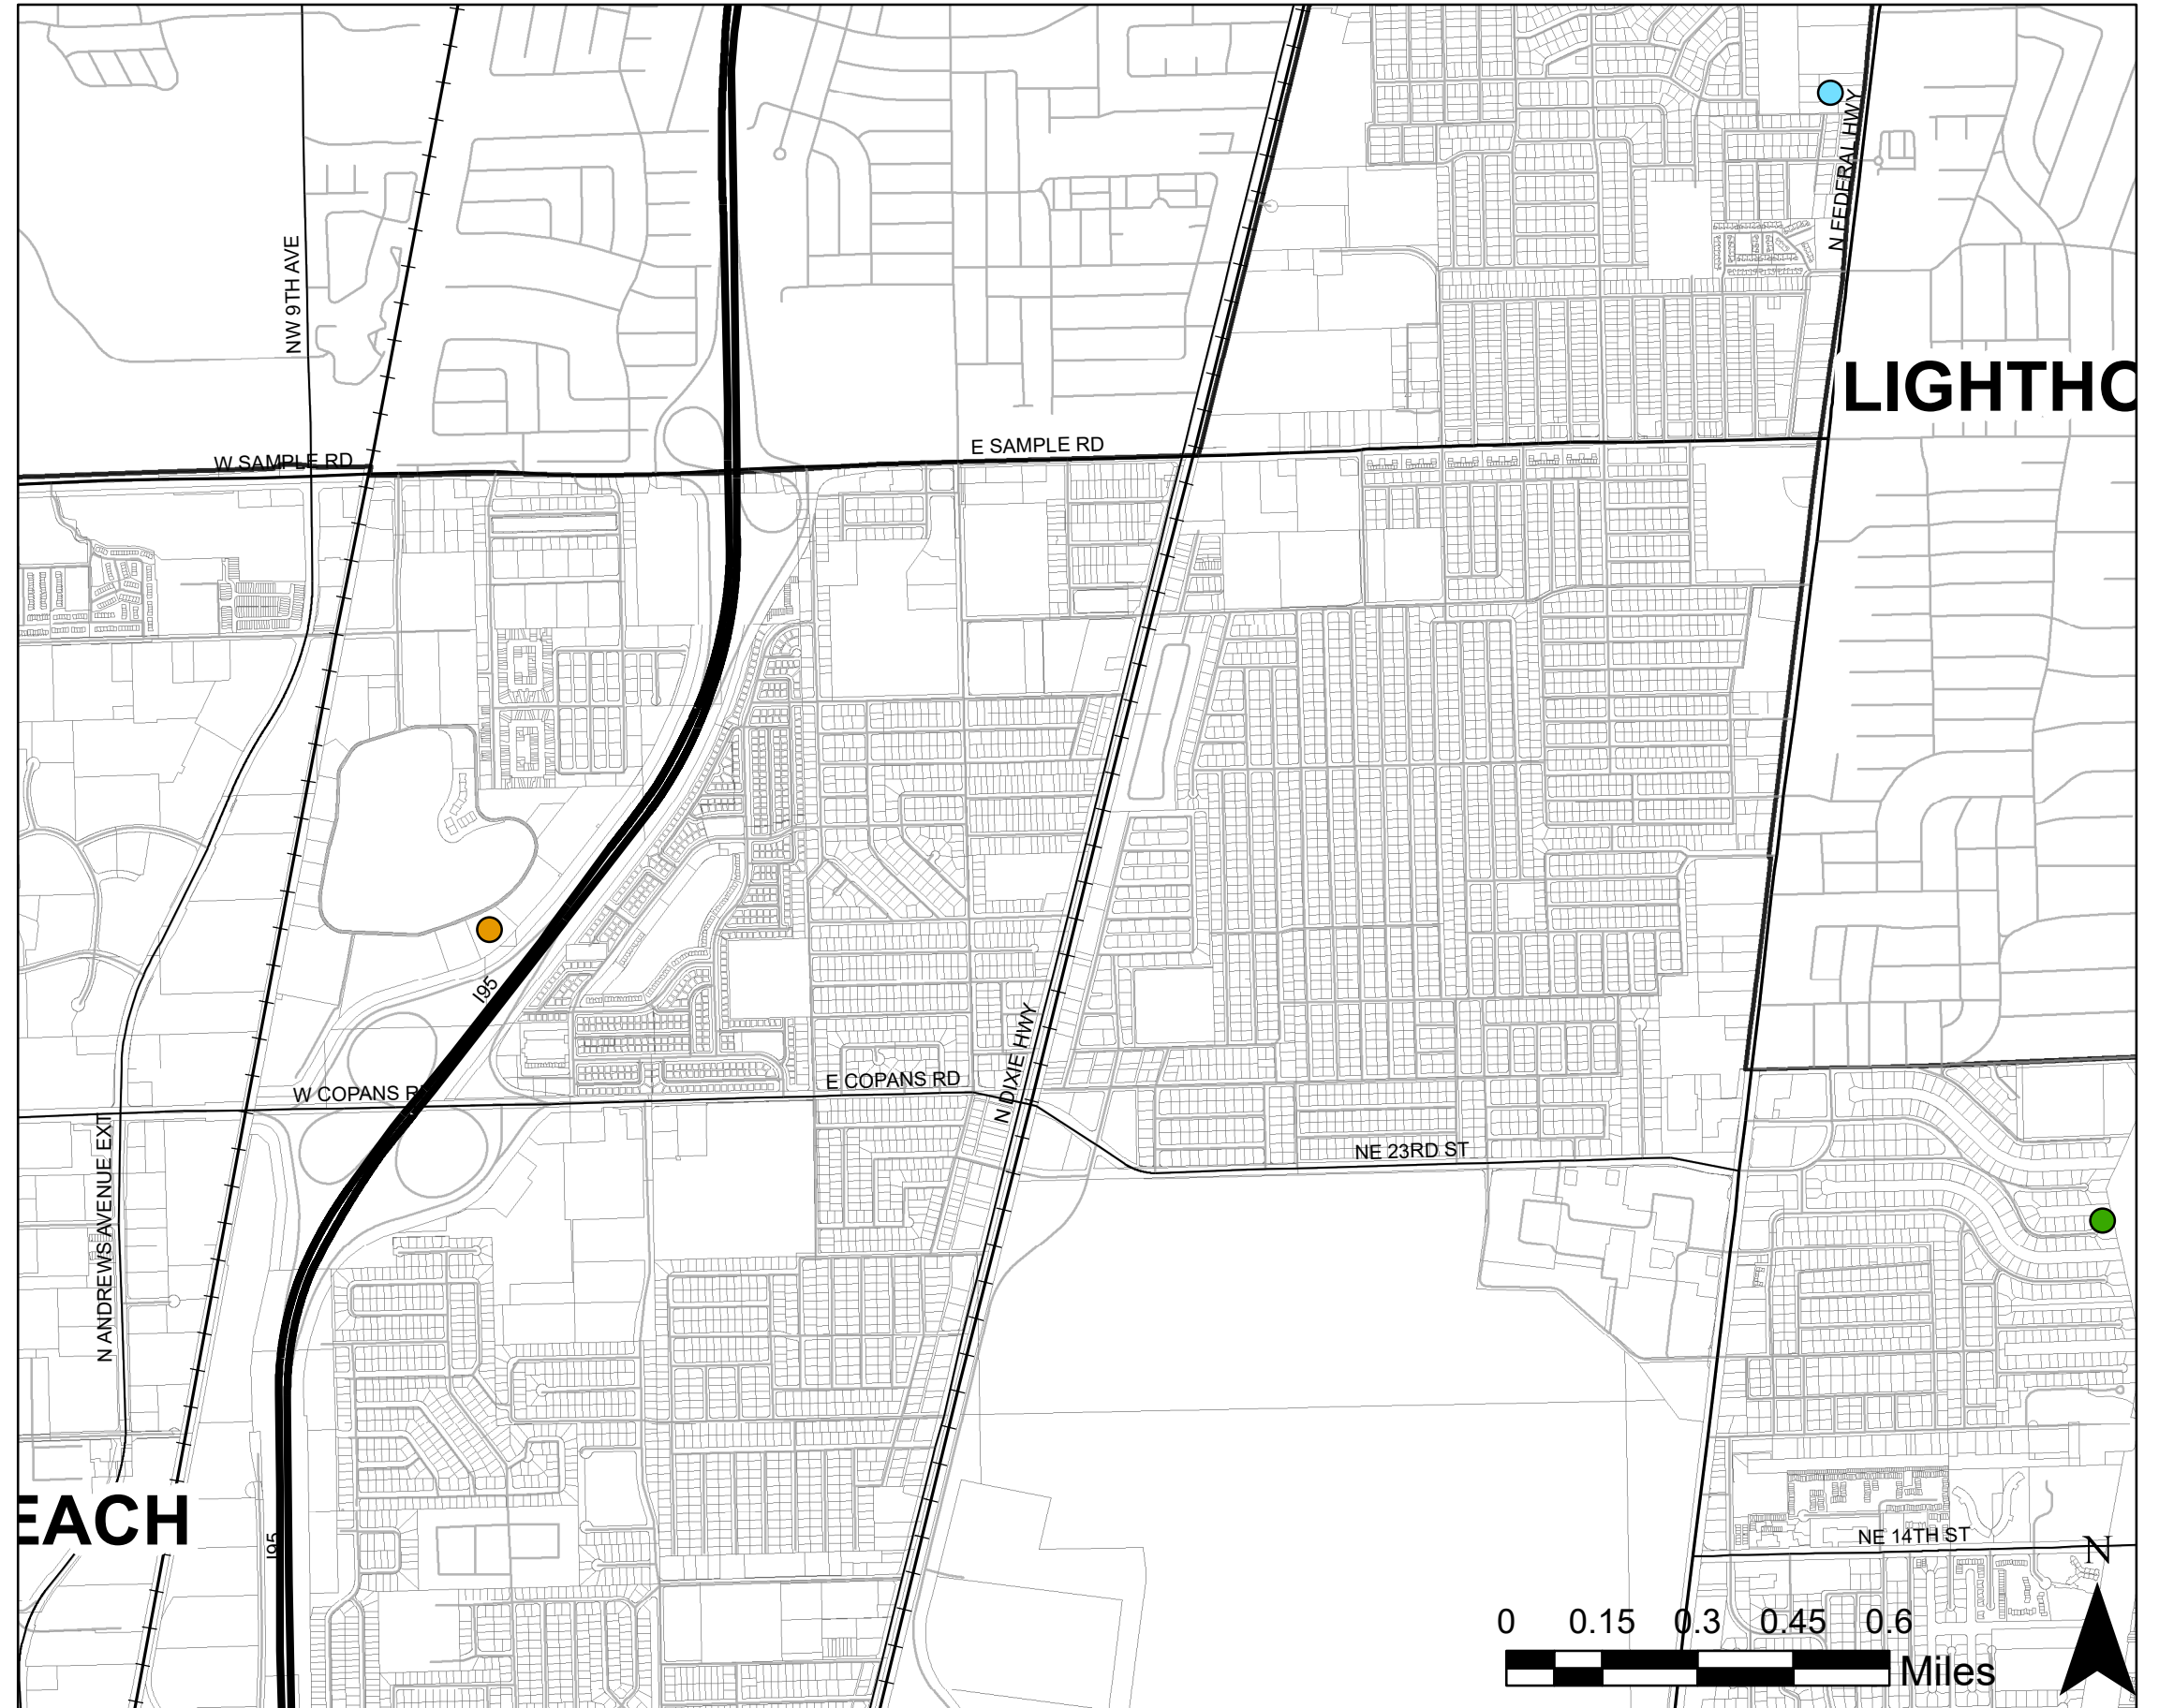 N FEDERAL HWY
NW 9TH AVE
LIGHTHO
E SAMPLE RD
W SAMPLE RD
I95
N DIXIE HWY
E COPANS RD
W COPANS R
NE 23RD ST
N ANDREWS AVENUE EXT
EACH
I95
NE 14TH ST
N
0 0.15 0.3 0.45 0.6
Miles